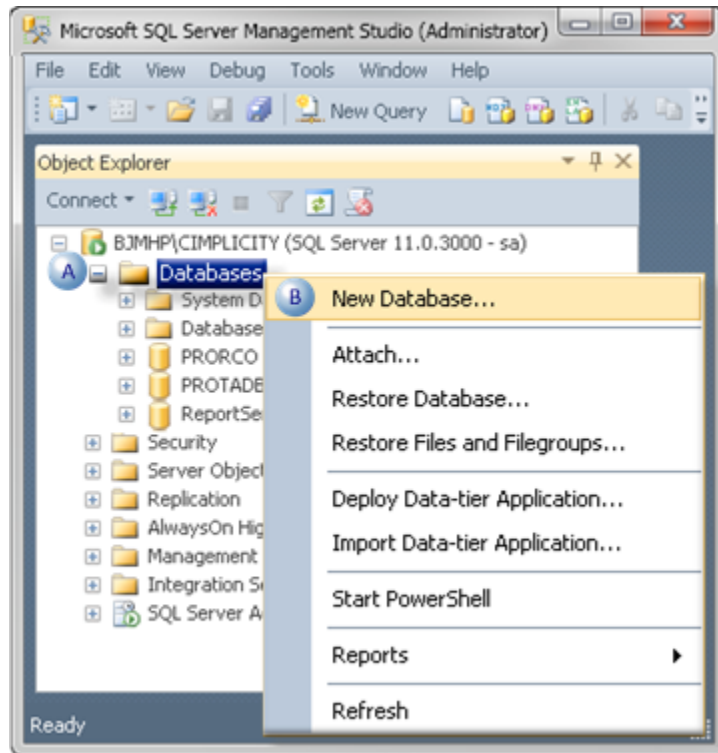 Microsoft SQL Server Management Studio (Administrator)
File Edit View Debug Tools Window Help
New Query
Object Explorer
Connect
BJMHP\CIMPLICITY (SQL Server 11.0.3000 - sa)
A Databases
System D
B New Database...
Database
PRORCO
Attach...
PROTADB
Restore Database...
ReportSe
Restore Files and Filegroups...
Security
Server Object
Deploy Data-tier Application...
Replication
AlwaysOn Hig
Import Data-tier Application...
Management
Integration Se
Start PowerShell
SQL Server A
Reports
Refresh
Ready